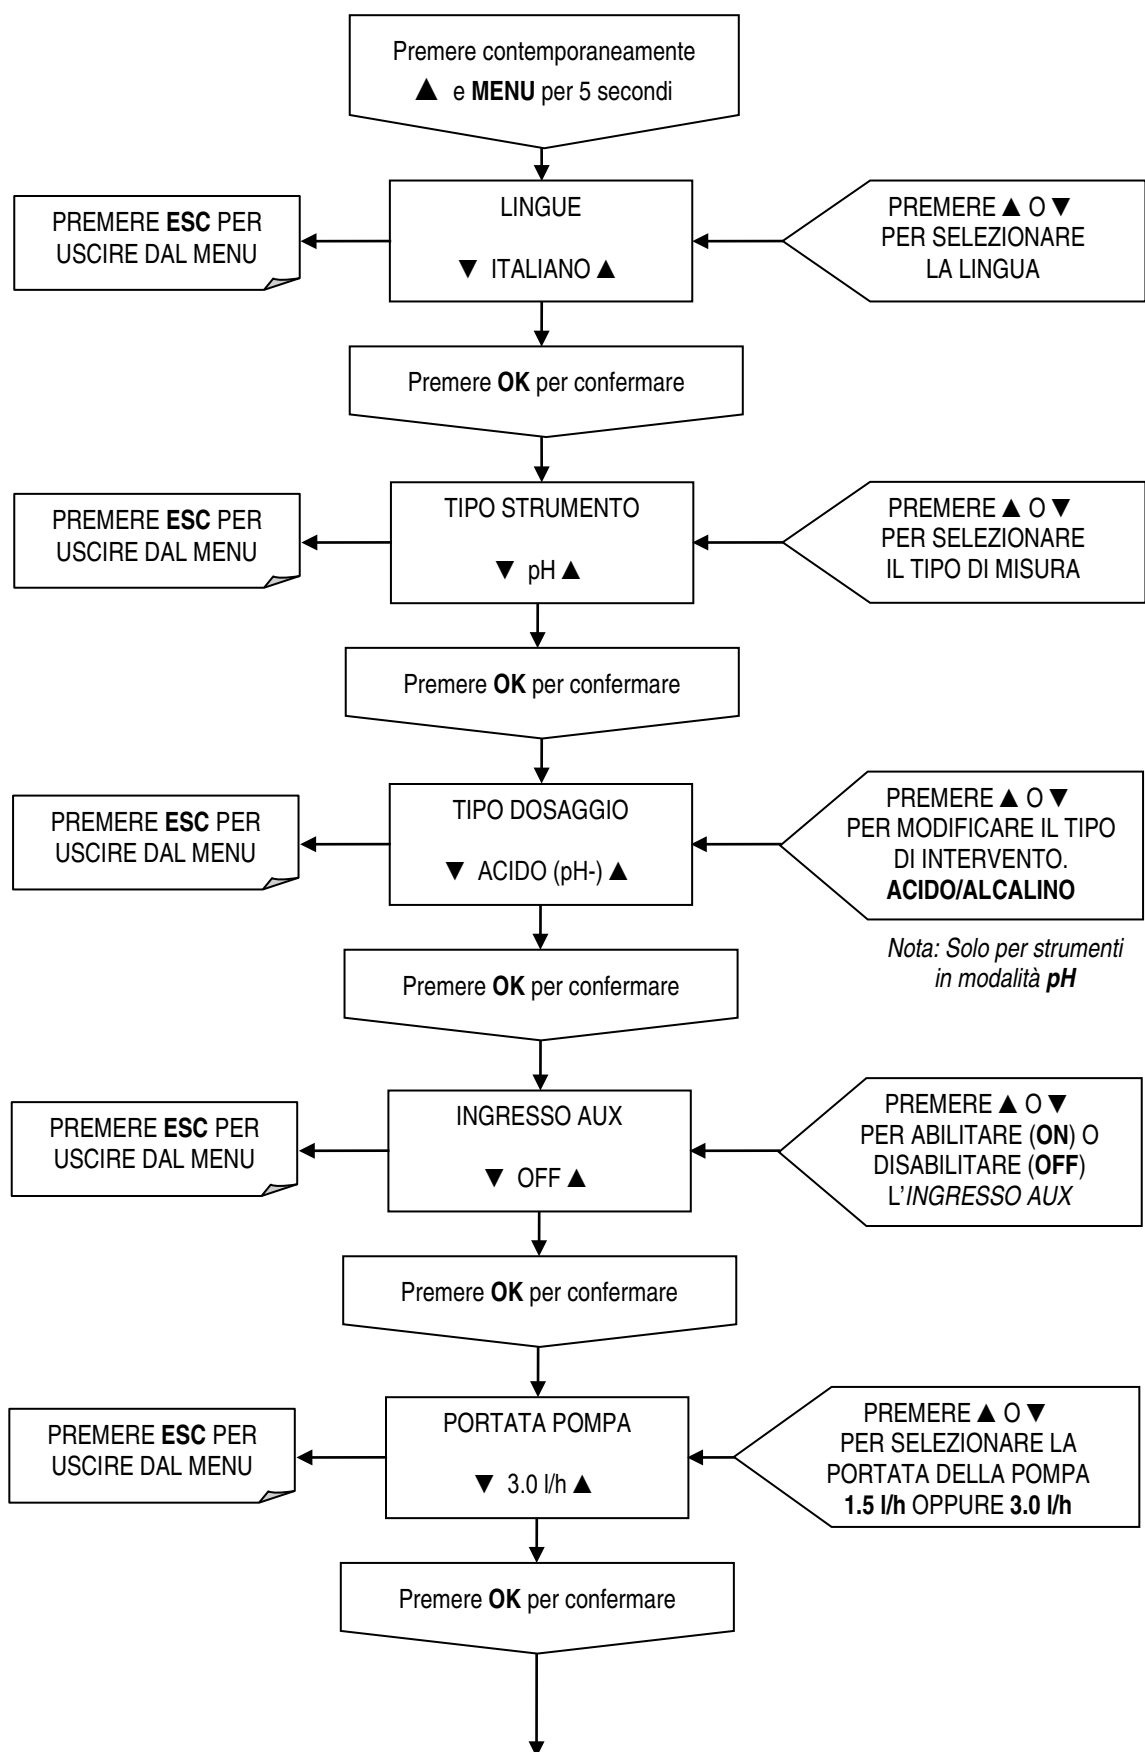 Premere contemporaneamente
▲ e MENU per 5 secondi
PREMERE ESC PER
USCIRE DAL MENU
LINGUE
▼ ITALIANO ▲
PREMERE ▲ O ▼
PER SELEZIONARE
LA LINGUA
Premere OK per confermare
PREMERE ESC PER
USCIRE DAL MENU
TIPO STRUMENTO
▼ pH ▲
PREMERE ▲ O ▼
PER SELEZIONARE
IL TIPO DI MISURA
Premere OK per confermare
PREMERE ESC PER
USCIRE DAL MENU
TIPO DOSAGGIO
▼ ACIDO (pH-) ▲
PREMERE ▲ O ▼
PER MODIFICARE IL TIPO
DI INTERVENTO.
ACIDO/ALCALINO
Nota: Solo per strumenti
in modalità pH
Premere OK per confermare
PREMERE ESC PER
USCIRE DAL MENU
INGRESSO AUX
▼ OFF ▲
PREMERE ▲ O ▼
PER ABILITARE (ON) O
DISABILITARE (OFF)
L'INGRESSO AUX
Premere OK per confermare
PREMERE ESC PER
USCIRE DAL MENU
PORTATA POMPA
▼ 3.0 l/h ▲
PREMERE ▲ O ▼
PER SELEZIONARE LA
PORTATA DELLA POMPA
1.5 l/h OPPURE 3.0 l/h
Premere OK per confermare